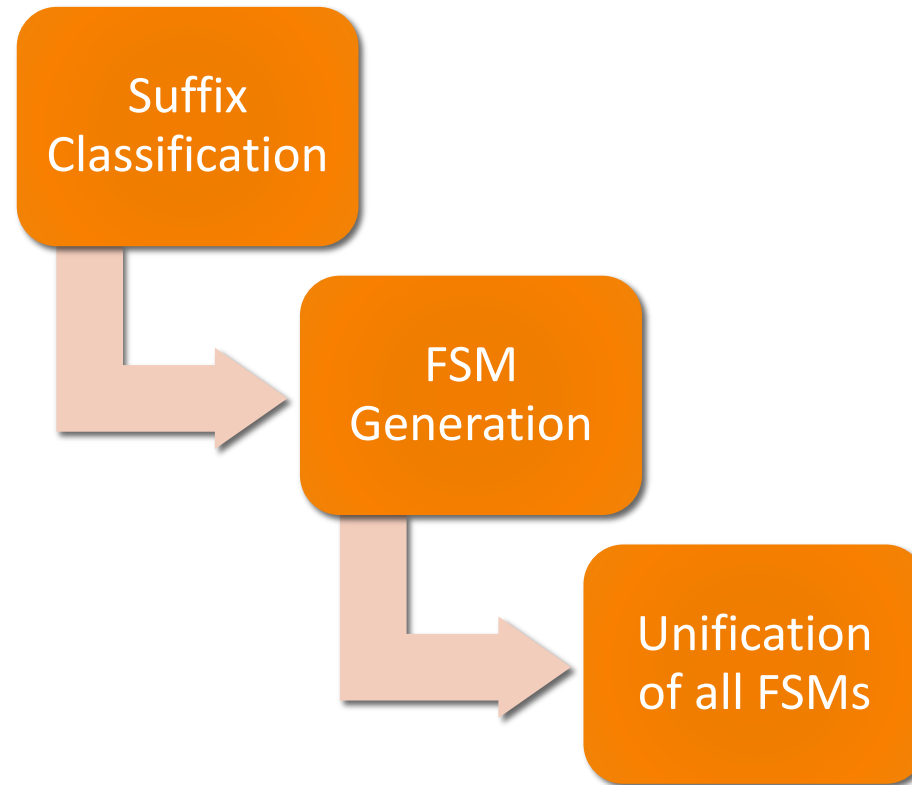 Suffix
Classification
FSM
Generation
Unification
of all FSMs